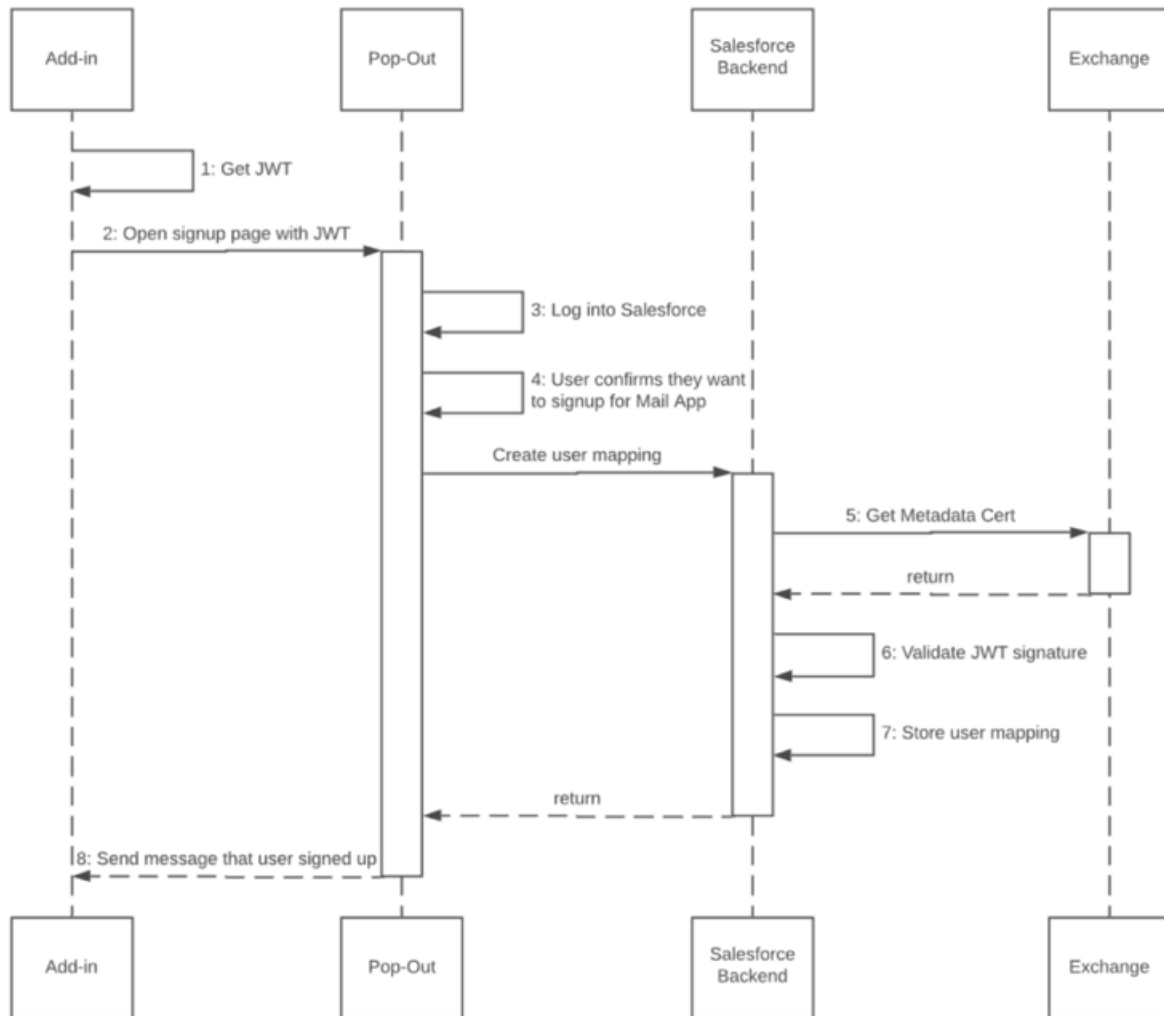 Add-in
Pop-Out
Salesforce
Backend
Exchange
1: Get JWT
2: Open signup page with JWT
3: Log into Salesforce
4: User confirms they want
to signup for Mail App
Create user mapping
5: Get Metadata Cert
return
6: Validate JWT signature
7: Store user mapping
return
8: Send message that user signed up
Add-in
Pop-Out
Salesforce
Backend
Exchange